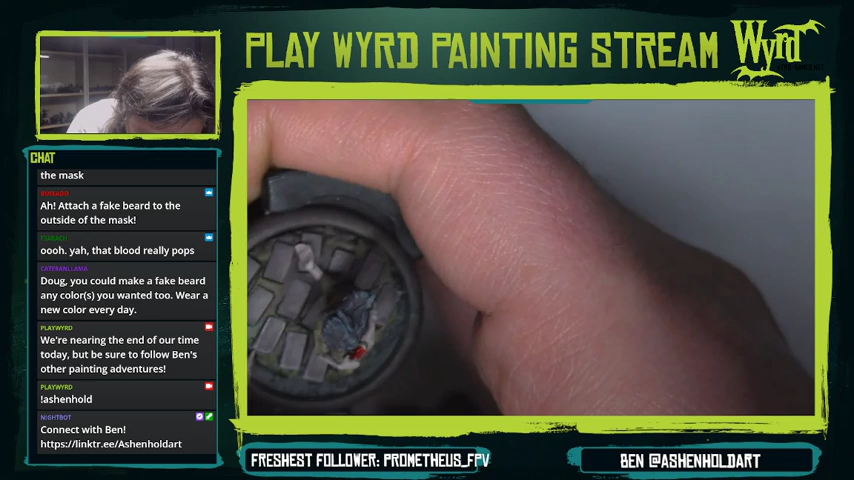 PLAY WYRD PAINTING STREAM
Wyrd
CHAT
the mask
Ah! Attach a fake beard to the
outside of the mask!
oooh. yah, that blood really pops
CATERANLLAMA
Doug, you could make a fake beard
any color(s) you wanted too. Wear a
new color every day.
PLAYWYRD
We're nearing the end of our time
today, but be sure to follow Ben's
other painting adventures!
PLAYWYRD
!ashenhold
NIGHTBOT
Connect with Ben!
https://linktr.ee/Ashenholdart
FRESHEST FOLLOWER: PROMETHEUS_FPV
BEN @ASHENHOLDART